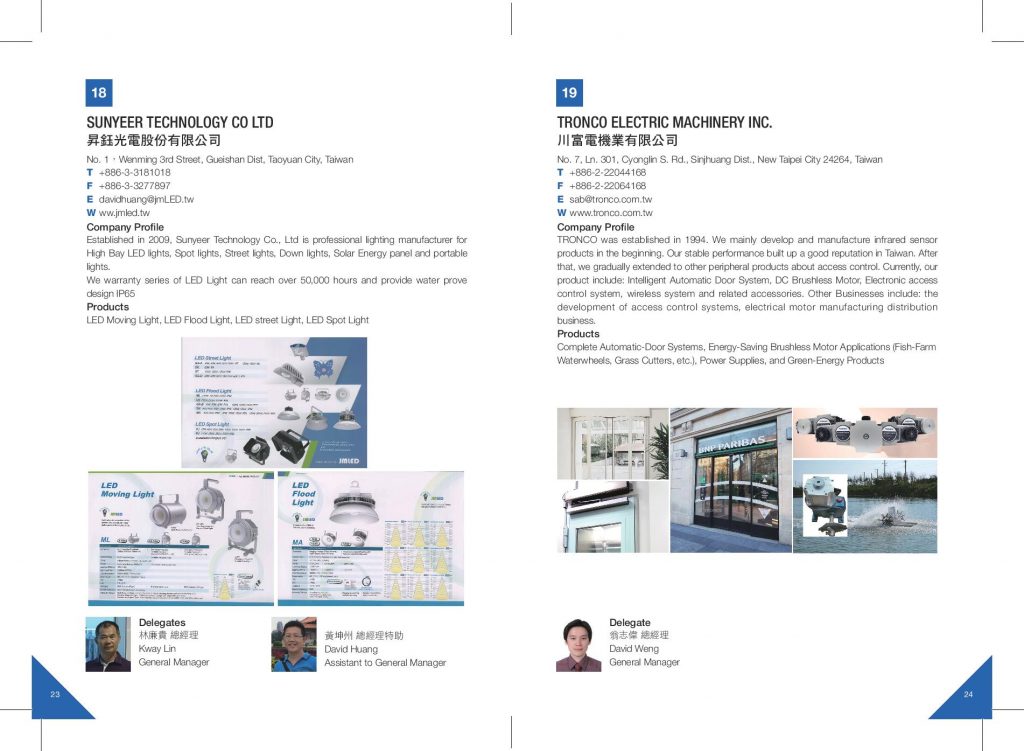 18
SUNYEER TECHNOLOGY CO LTD
昇鈺光電股份有限公司
No. 1，Wenming 3rd Street, Gueishan Dist, Taoyuan City, Taiwan
T +886-3-3181018
F +886-3-3277897
E davidhuang@jmLED.tw
W ww.jmled.tw
Company Profile
Established in 2009, Sunyeer Technology Co., Ltd is professional lighting manufacturer for
High Bay LED lights, Spot lights, Street lights, Down lights, Solar Energy panel and portable
lights.
We warranty series of LED Light can reach over 50,000 hours and provide water prove
design IP65
Products
LED Moving Light, LED Flood Light, LED street Light, LED Spot Light
LED Street Light
LED Flood Light
LED Spot Light
JMLED
LED
Moving Light
ML
LED
Flood
Light
MA
Delegates
林廉貴 總經理
Kway Lin
General Manager
黃坤州 總經理特助
David Huang
Assistant to General Manager
23
19
TRONCO ELECTRIC MACHINERY INC.
川富電機業有限公司
No. 7, Ln. 301, Cyonglin S. Rd., Sinjhuang Dist., New Taipei City 24264, Taiwan
T +886-2-22044168
F +886-2-22064168
E sab@tronco.com.tw
W www.tronco.com.tw
Company Profile
TRONCO was established in 1994. We mainly develop and manufacture infrared sensor
products in the beginning. Our stable performance built up a good reputation in Taiwan. After
that, we gradually extended to other peripheral products about access control. Currently, our
product include: Intelligent Automatic Door System, DC Brushless Motor, Electronic access
control system, wireless system and related accessories. Other Businesses include: the
development of access control systems, electrical motor manufacturing distribution
business.
Products
Complete Automatic-Door Systems, Energy-Saving Brushless Motor Applications (Fish-Farm
Waterwheels, Grass Cutters, etc.), Power Supplies, and Green-Energy Products
BNP PARIBAS
Delegate
翁志偉 總經理
David Weng
General Manager
24